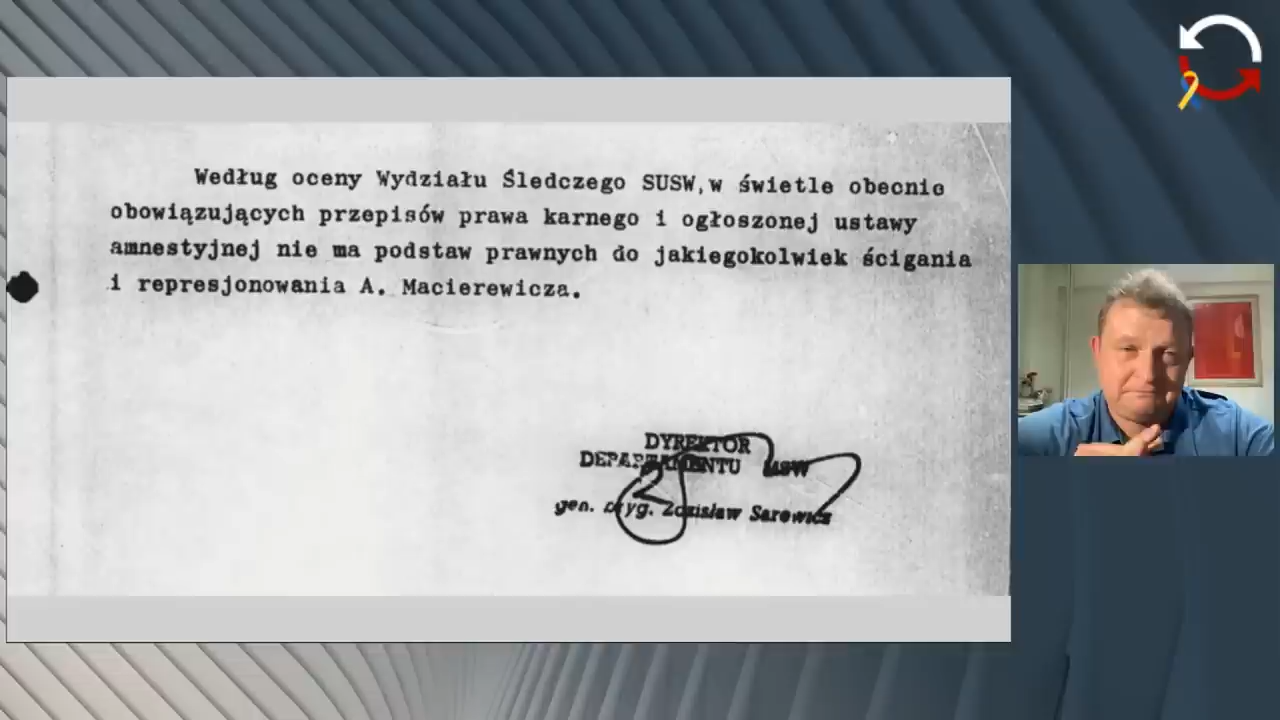 Według oceny Wydziału Śledczego SUSW,w świetle obecnie
obowiązujących przepisów prawa karnego i ogłoszonej ustawy
amnestyjnej nie ma podstaw prawnych do jakiegokolwiek ścigania
i represjonowania A. Macierewicza.
DYREKTOR
DEPARTAMENTU MSW
gen. bryg. Zdzisław Sarewicz